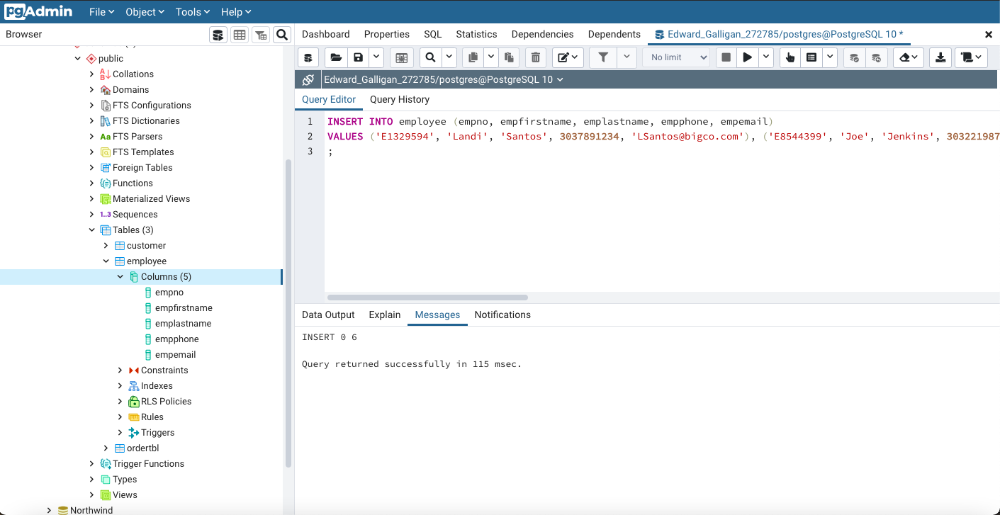 pgAdmin File Object Tools Help
Browser
Dashboard Properties SQL Statistics Dependencies Dependents Edward_Galligan_272785/postgres@PostgreSQL 10 *
No limit
Edward_Galligan_272785/postgres@PostgreSQL 10
Query Editor Query History
1 INSERT INTO employee (empno, empfirstname, emplastname, empphone, empemail)
2 VALUES ('E1329594', 'Landi', 'Santos', 3037891234, 'LSantos@bigco.com'), ('E8544399', 'Joe', 'Jenkins', 303221987
3 ;
Data Output Explain Messages Notifications
INSERT 0 6
Query returned successfully in 115 msec.
public
Collations
Domains
FTS Configurations
FTS Dictionaries
Aa FTS Parsers
FTS Templates
Foreign Tables
Functions
Materialized Views
1..3 Sequences
Tables (3)
customer
employee
Columns (5)
empno
empfirstname
emplastname
empphone
empemail
Constraints
Indexes
RLS Policies
Rules
Triggers
ordertbl
Trigger Functions
Types
Views
Northwind